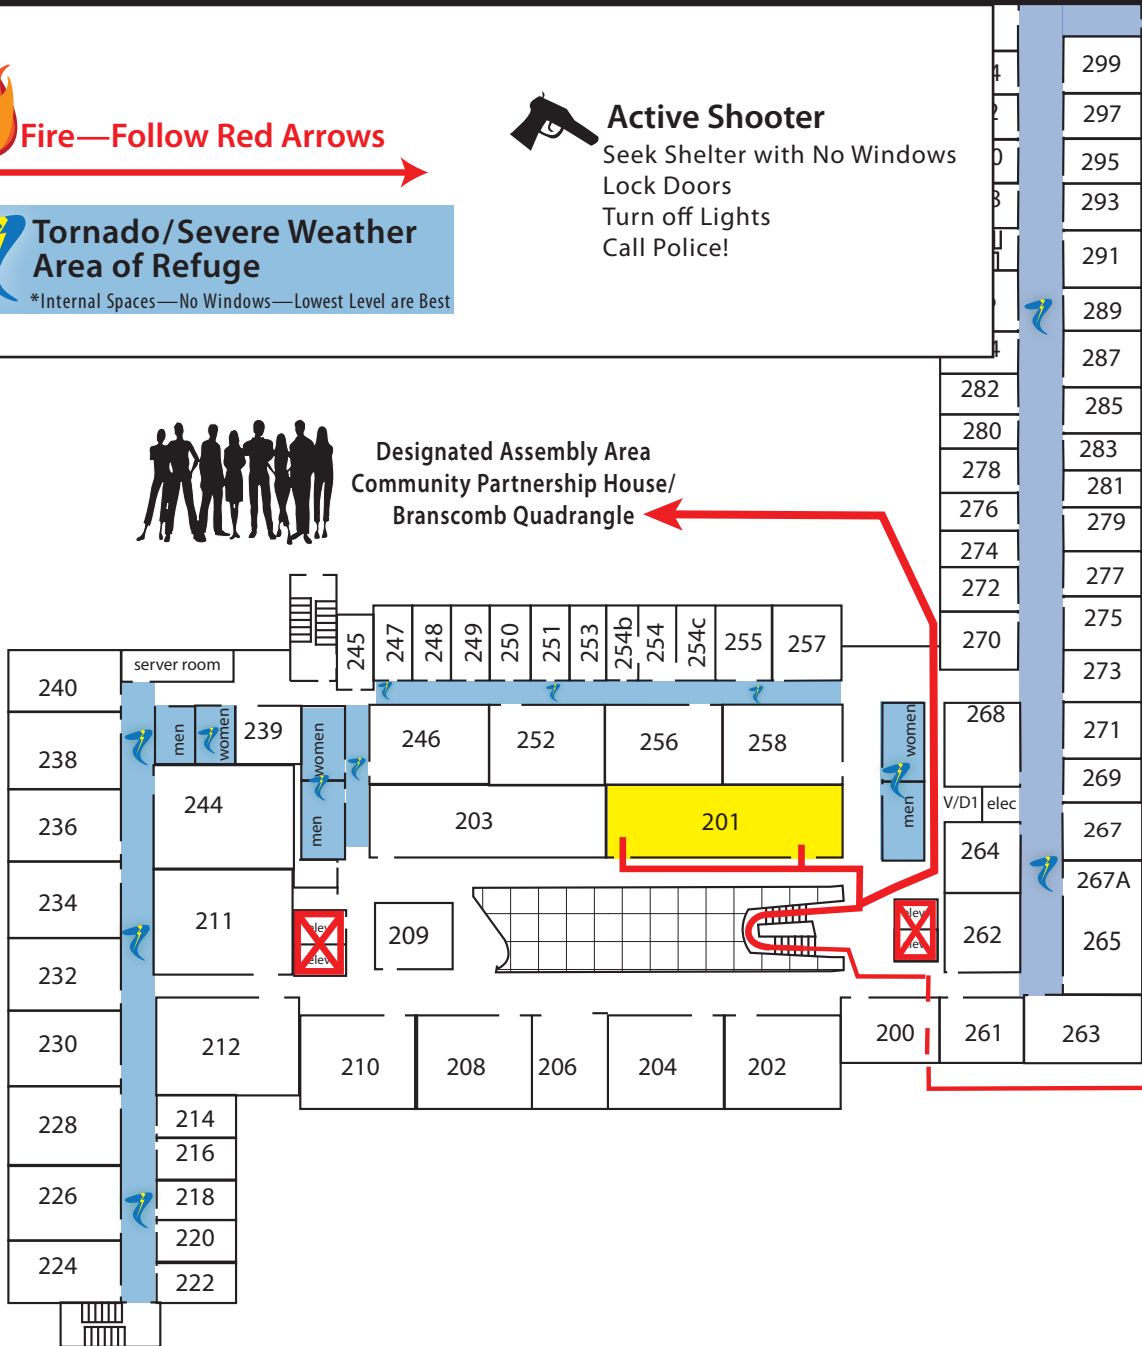 Fire—Follow Red Arrows
Tornado/Severe Weather
Area of Refuge
*Internal Spaces—No Windows—Lowest Level are Best
Active Shooter
Seek Shelter with No Windows
Lock Doors
Turn off Lights
Call Police!
Designated Assembly Area
Community Partnership House/
Branscomb Quadrangle
299
297
295
293
291
289
287
285
283
281
279
277
275
273
271
269
267
267A
265
263
282
280
278
276
274
272
270
268
V/D1
elec
264
262
261
200
245
247
248
249
250
251
253
254b
254
254c
255
257
server room
240
238
236
234
232
230
228
226
224
men
women
239
women
men
246
252
256
258
women
men
244
203
201
211
elev
elev
209
elev
elev
212
210
208
206
204
202
214
216
218
220
222